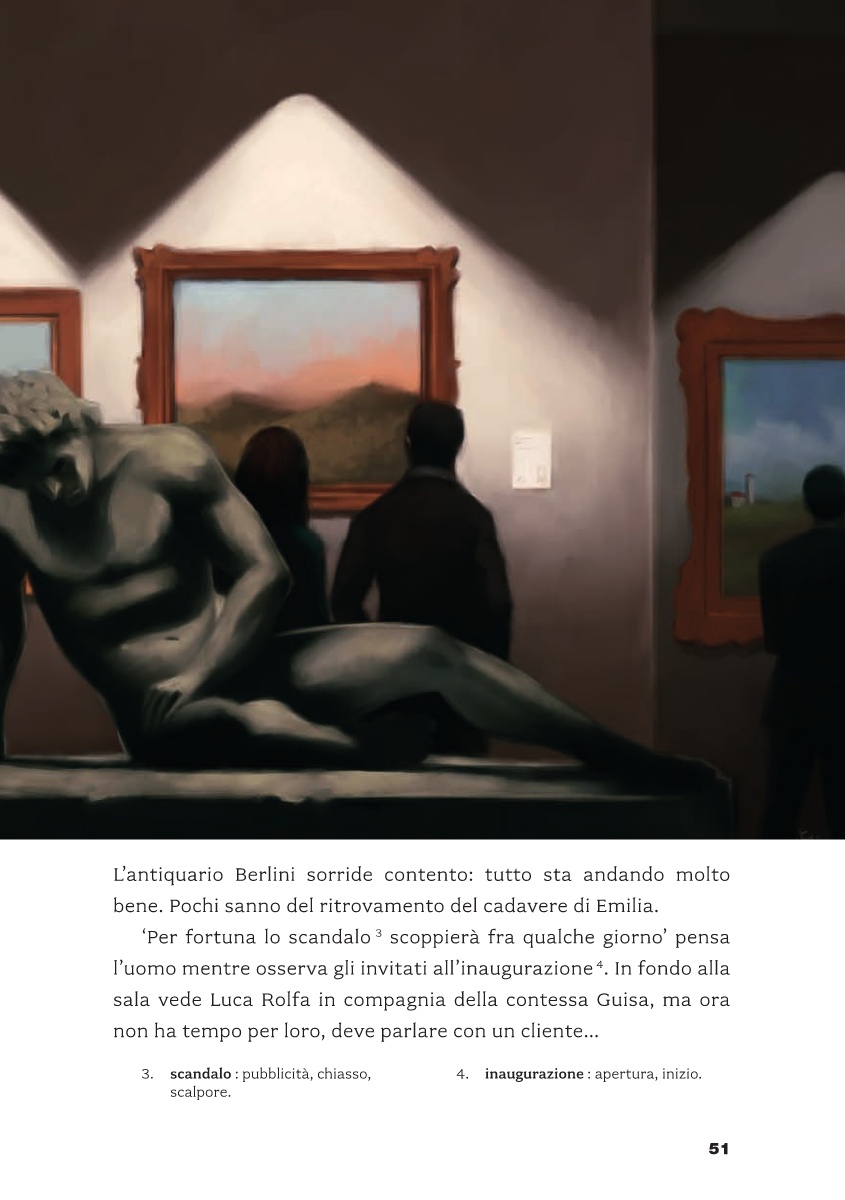 L’antiquario Berlini sorride contento: tutto sta andando molto
bene. Pochi sanno del ritrovamento del cadavere di Emilia.
‘Per fortuna lo scandalo ³ scoppierà fra qualche giorno’ pensa
l’uomo mentre osserva gli invitati all’inaugurazione ⁴. In fondo alla
sala vede Luca Rolfa in compagnia della contessa Guisa, ma ora
non ha tempo per loro, deve parlare con un cliente...
3. scandalo : pubblicità, chiasso,
scalpore.
4. inaugurazione : apertura, inizio.
51